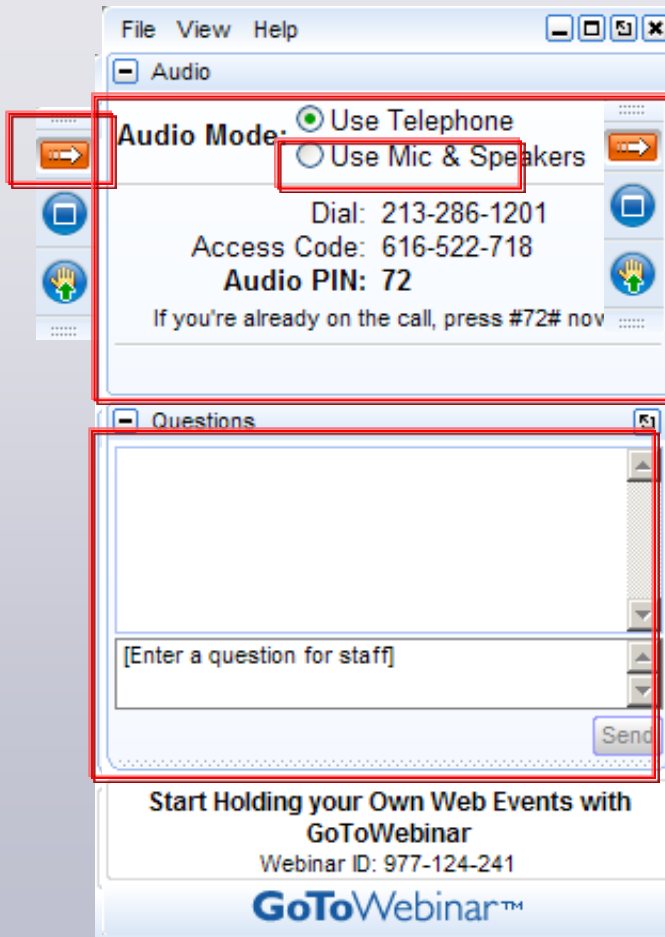 File View Help
Audio
Audio Mode: Use Telephone
Use Mic & Speakers
Dial: 213-286-1201
Access Code: 616-522-718
Audio PIN: 72
If you're already on the call, press #72# now
Questions
[Enter a question for staff]
Send
Start Holding your Own Web Events with
GoToWebinar
Webinar ID: 977-124-241
GoToWebinar™